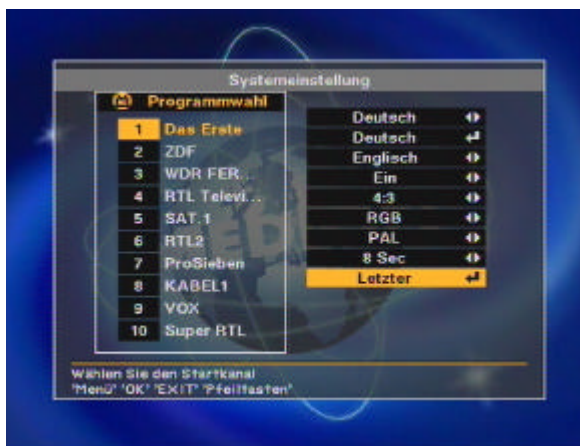 Systemeinstellung
Programmwahl
1 Das Erste
2 ZDF
3 WDR FER...
4 RTL Televi...
5 SAT.1
6 RTL2
7 ProSieben
8 KABEL1
9 VOX
10 Super RTL
Deutsch
Deutsch
Englisch
Ein
4:3
RGB
PAL
8 Sec
Letzter
Wählen Sie den Startkanal
'Menü' 'OK' 'EXIT' 'Pfeiltasten'